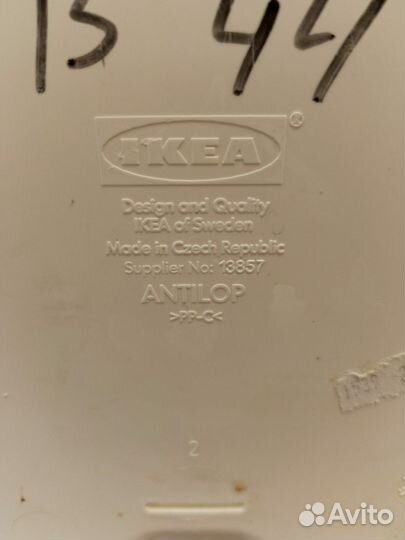 15 44
IKEA®
Design and Quality
IKEA of Sweden
Made in Czech Republic
Supplier No: 13857
ANTILOP
>PP-C<
2
Avito